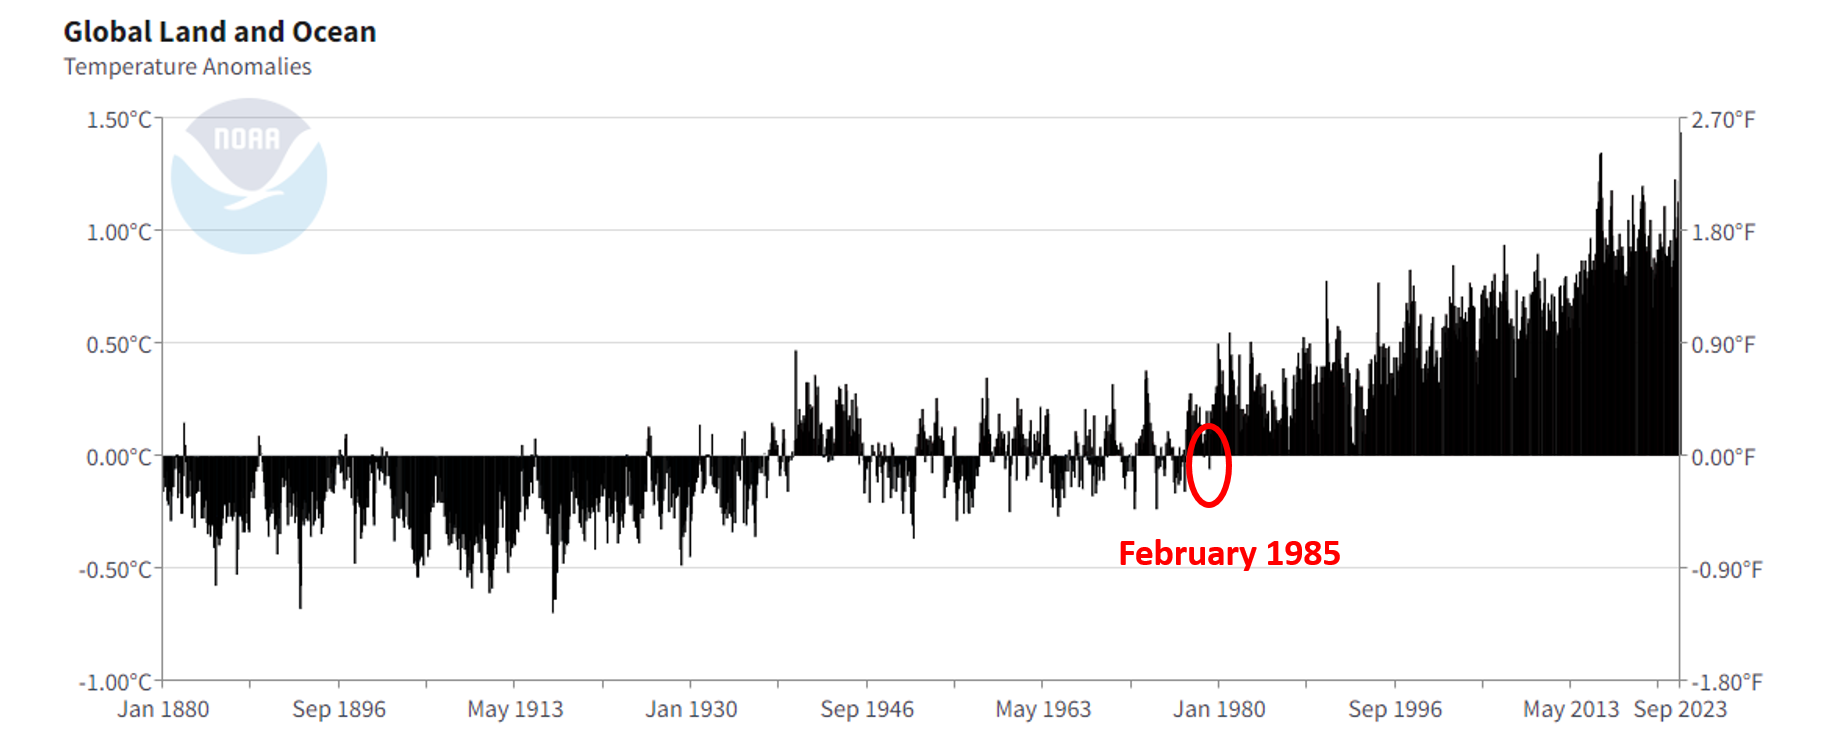 Global Land and Ocean
Temperature Anomalies
NOAA
1.50°C
2.70°F
1.00°C
1.80°F
0.50°C
0.90°F
0.00°C
0.00°F
February 1985
-0.50°C
-0.90°F
-1.00°C
-1.80°F
Jan 1880 Sep 1896 May 1913 Jan 1930 Sep 1946 May 1963 Jan 1980 Sep 1996 May 2013 Sep 2023